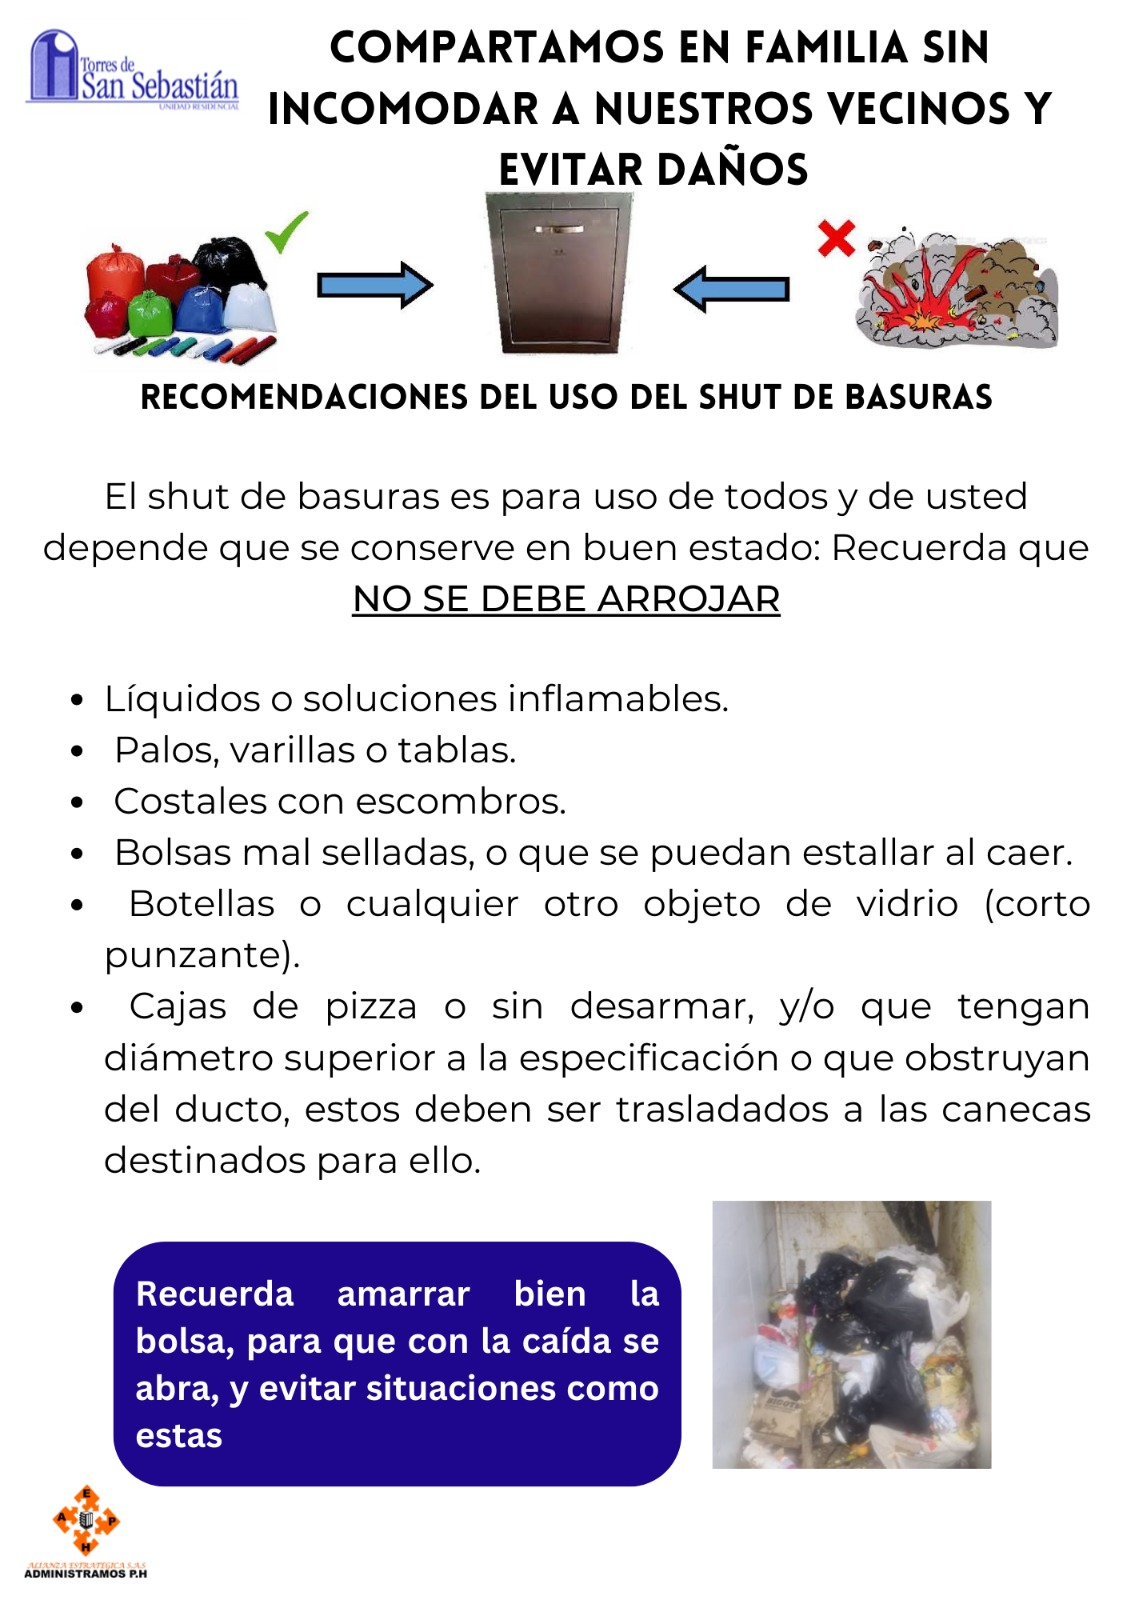 Torres de
San Sebastián
UNIDAD RESIDENCIAL
COMPARTAMOS EN FAMILIA SIN
INCOMODAR A NUESTROS VECINOS Y
EVITAR DAÑOS
RECOMENDACIONES DEL USO DEL SHUT DE BASURAS
El shut de basuras es para uso de todos y de usted
depende que se conserve en buen estado: Recuerda que
NO SE DEBE ARROJAR
• Líquidos o soluciones inflamables.
• Palos, varillas o tablas.
• Costales con escombros.
• Bolsas mal selladas, o que se puedan estallar al caer.
• Botellas o cualquier otro objeto de vidrio (corto
punzante).
• Cajas de pizza o sin desarmar, y/o que tengan
diámetro superior a la especificación o que obstruyan
del ducto, estos deben ser trasladados a las canecas
destinados para ello.
Recuerda amarrar bien la
bolsa, para que con la caída se
abra, y evitar situaciones como
estas
E
A P
H
ALIANZA ESTRATEGICA S.A.S
ADMINISTRAMOS P.H